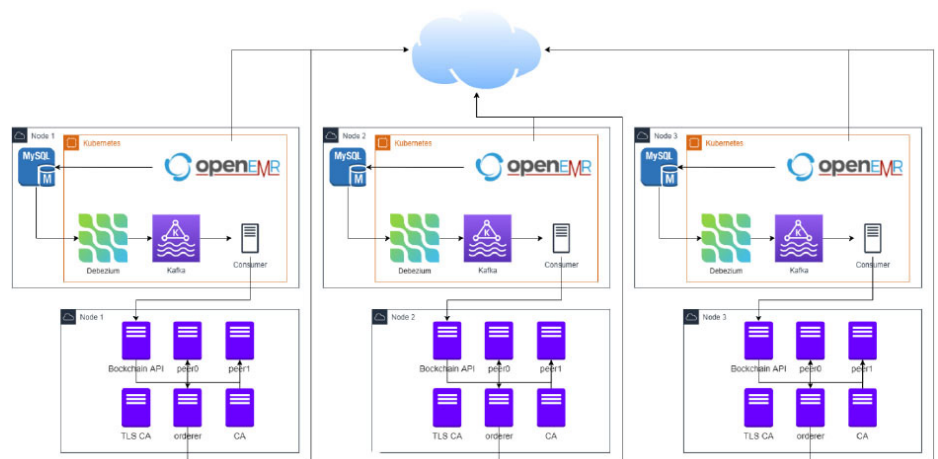 Node 1
Kubernetes
MySQL
M
openEMR
K
Debezium
Kafka
Consumer
Node 2
Kubernetes
MySQL
M
openEMR
K
Debezium
Kafka
Consumer
Node 3
Kubernetes
MySQL
M
openEMR
K
Debezium
Kafka
Consumer
Node 1
Bockchain API peer0 peer1
TLS CA orderer CA
Node 2
Bockchain API peer0 peer1
TLS CA orderer CA
Node 3
Bockchain API peer0 peer1
TLS CA orderer CA